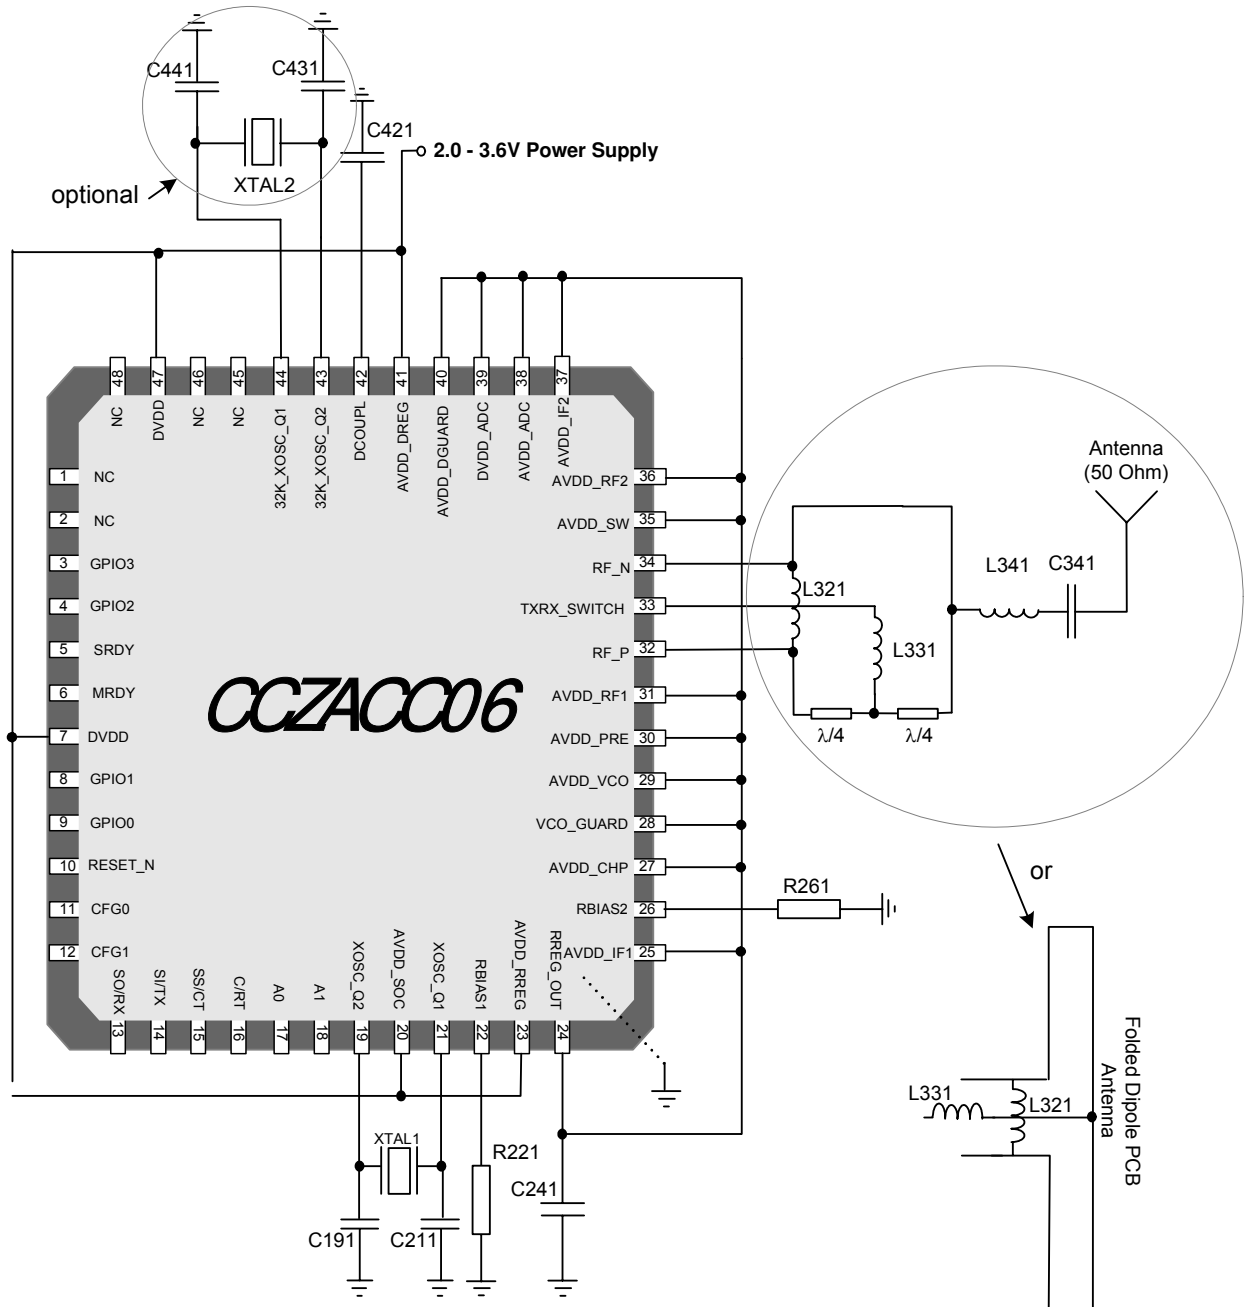 C441
C431
C421
2.0 - 3.6V Power Supply
XTAL2
optional
48
47
46
45
44
43
42
41
40
39
38
37
NC
DVDD
NC
NC
32K_XOSC_Q1
32K_XOSC_Q2
DCOUPL
AVDD_DREG
AVDD_DGUARD
DVDD_ADC
AVDD_ADC
AVDD_IF2
1 NC
2 NC
3 GPIO3
4 GPIO2
5 SRDY
6 MRDY
7 DVDD
8 GPIO1
9 GPIO0
10 RESET_N
11 CFG0
12 CFG1
CCZACC06
AVDD_RF2 36
AVDD_SW 35
RF_N 34
TXRX_SWITCH 33
RF_P 32
AVDD_RF1 31
AVDD_PRE 30
AVDD_VCO 29
VCO_GUARD 28
AVDD_CHP 27
RBIAS2 26
AVDD_IF1 25
SO/RX
SI/TX
SS/CT
C/RT
A0
A1
XOSC_Q2
AVDD_SOC
XOSC_Q1
RBIAS1
AVDD_RREG
RREG_OUT
13
14
15
16
17
18
19
20
21
22
23
24
Antenna
(50 Ohm)
L341
C341
L321
L331
λ/4
λ/4
or
R261
Folded Dipole PCB
Antenna
L331
L321
XTAL1
R221
C241
C191
C211